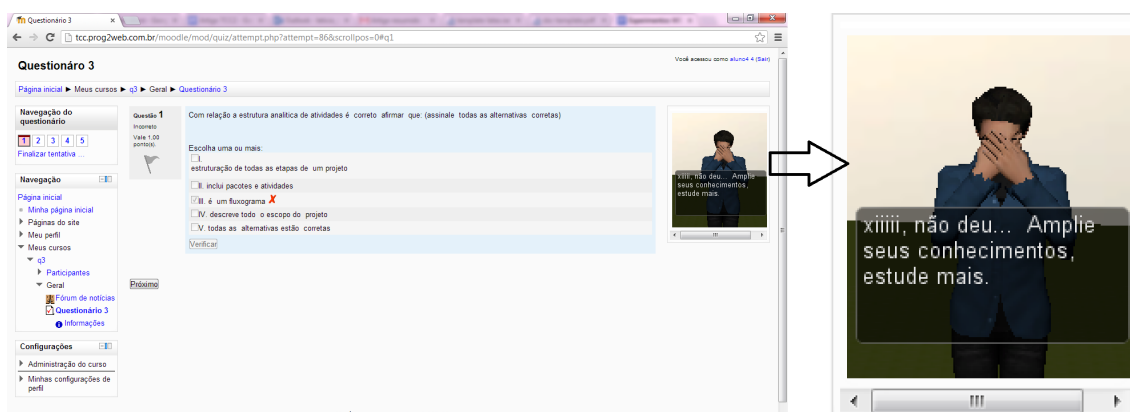 Questionário 3
tcc.prog2web.com.br/moodle/mod/quiz/attempt.php?attempt=86&scrollpos=0#q1
Questionáro 3
Você acessou como aluno4 4 (Sair)
Página inicial ► Meus cursos ► q3 ► Geral ► Questionário 3
Navegação do
questionário
1 2 3 4 5
Finalizar tentativa ...
Navegação
Página inicial
Minha página inicial
Páginas do site
Meu perfil
Meus cursos
q3
Participantes
Geral
Fórum de notícias
Questionário 3
Informações
Configurações
Administração do curso
Minhas configurações de
perfil
Questão 1
Incorreto
Vale 1,00
ponto(s).
Com relação a estrutura analitica de atividades é correto afirmar que: (assinale todas as alternativas corretas)
Escolha uma ou mais:
I.
estruturação de todas as etapas de um projeto
II. inclui pacotes e atividades
III. é um fluxograma
IV. descreve todo o escopo do projeto
V. todas as alternativas estão corretas
Verificar
Próximo
xiiiii, não deu... Amplie
seus conhecimentos,
estude mais.
xiiiii, não deu... Amplie
seus conhecimentos,
estude mais.